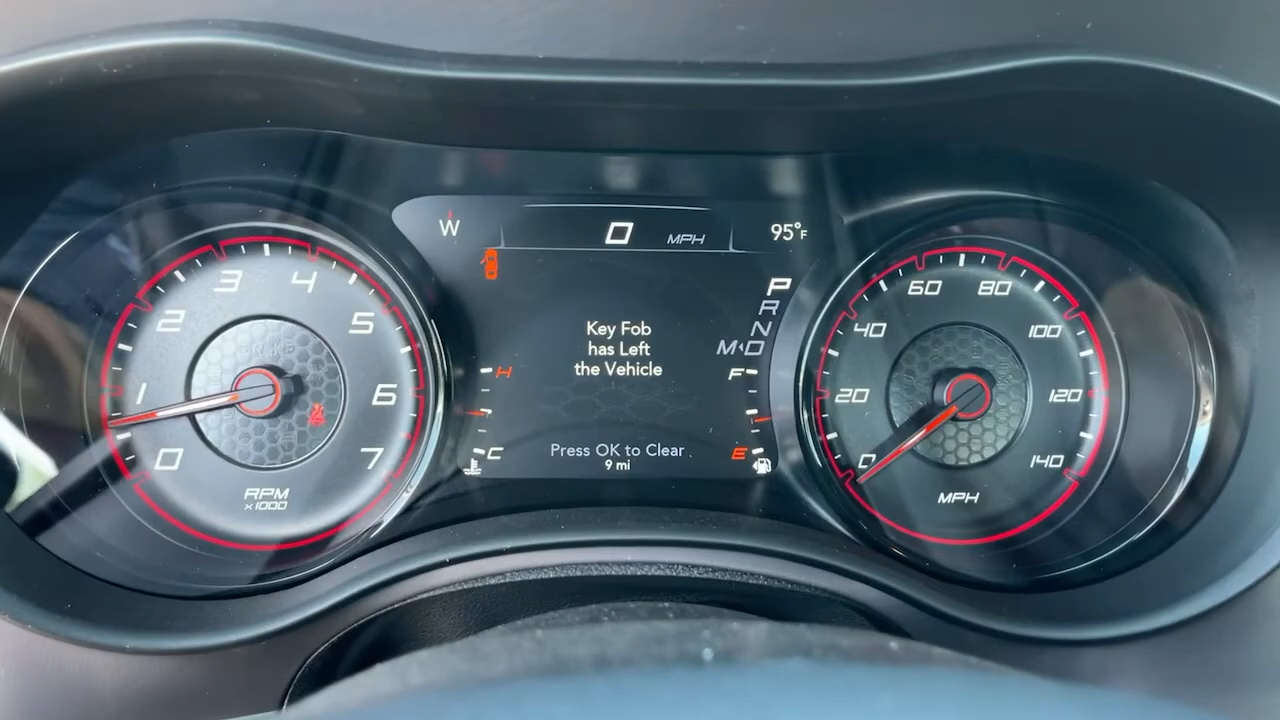 W
0 MPH
95°F
P
R
N
M◂D
Key Fob
has Left
the Vehicle
H
C
F
E
Press OK to Clear
9 mi
0
1
2
3
4
5
6
7
BRAKE
RPM
x1000
0
20
40
60
80
100
120
140
MPH